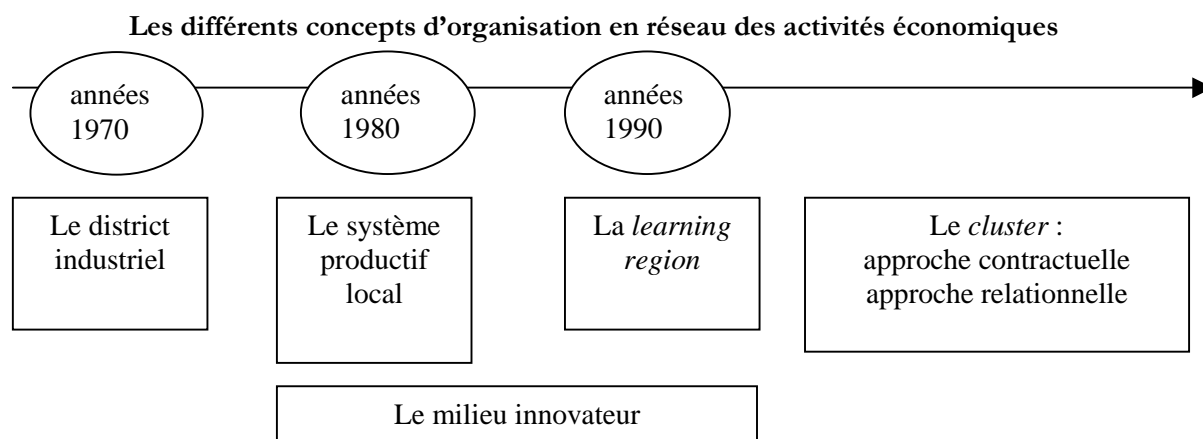 Les différents concepts d'organisation en réseau des activités économiques
années
1970
années
1980
années
1990
Le district
industriel
Le système
productif
local
La learning
region
Le cluster :
approche contractuelle
approche relationnelle
Le milieu innovateur